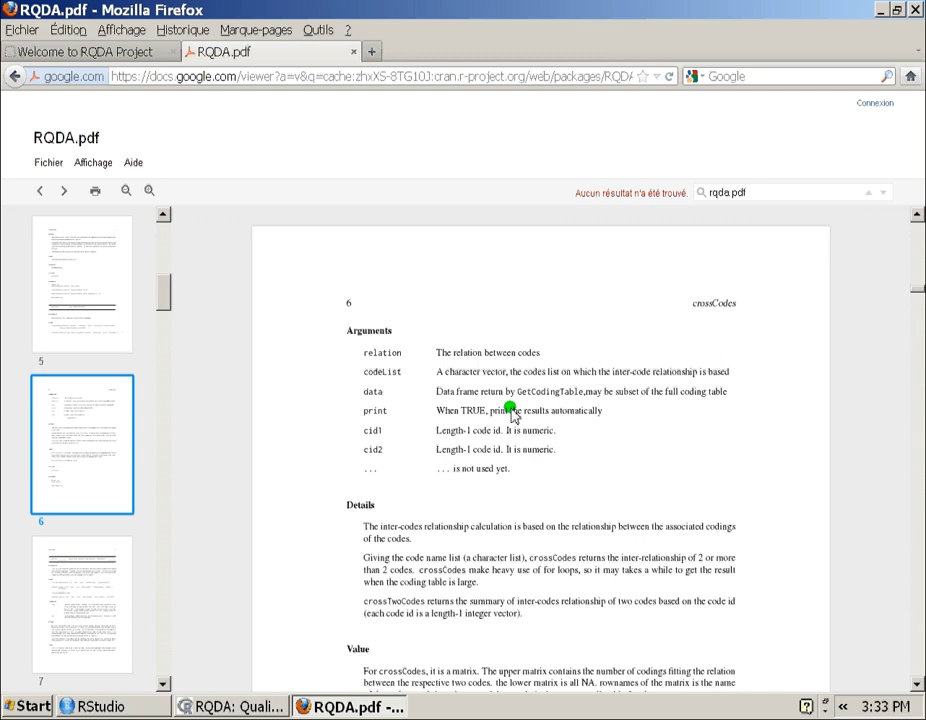 RQDA.pdf - Mozilla Firefox
Fichier Édition Affichage Historique Marque-pages Outils ?
Welcome to RQDA Project
RQDA.pdf
google.com https://docs.google.com/viewer?a=v&q=cache:zhxXS-8TG10J:cran.r-project.org/web/packages/RQDA
Google
Connexion
RQDA.pdf
Fichier Affichage Aide
Aucun résultat n'a été trouvé.
rqda.pdf
5
6
7
6 crossCodes
Arguments
relation The relation between codes
codeList A character vector, the codes list on which the inter-code relationship is based
data Data frame return by GetCodingTable,may be subset of the full coding table
print When TRUE, print the results automatically
cid1 Length-1 code id. It is numeric.
cid2 Length-1 code id. It is numeric.
... ... is not used yet.
Details
The inter-codes relationship calculation is based on the relationship between the associated codings
of the codes.
Giving the code name list (a character list), crossCodes returns the inter-relationship of 2 or more
than 2 codes. crossCodes make heavy use of for loops, so it may take a while to get the result
when the coding table is large.
crossTwoCodes returns the summary of inter-codes relationship of two codes based on the code id
(each code id is a length-1 integer vector).
Value
For crossCodes, it is a matrix. The upper matrix contains the number of codings fitting the relation
between the respective two codes. the lower matrix is all NA. rownames of the matrix is the name
Start
RStudio
RQDA: Quali...
RQDA.pdf -...
3:33 PM